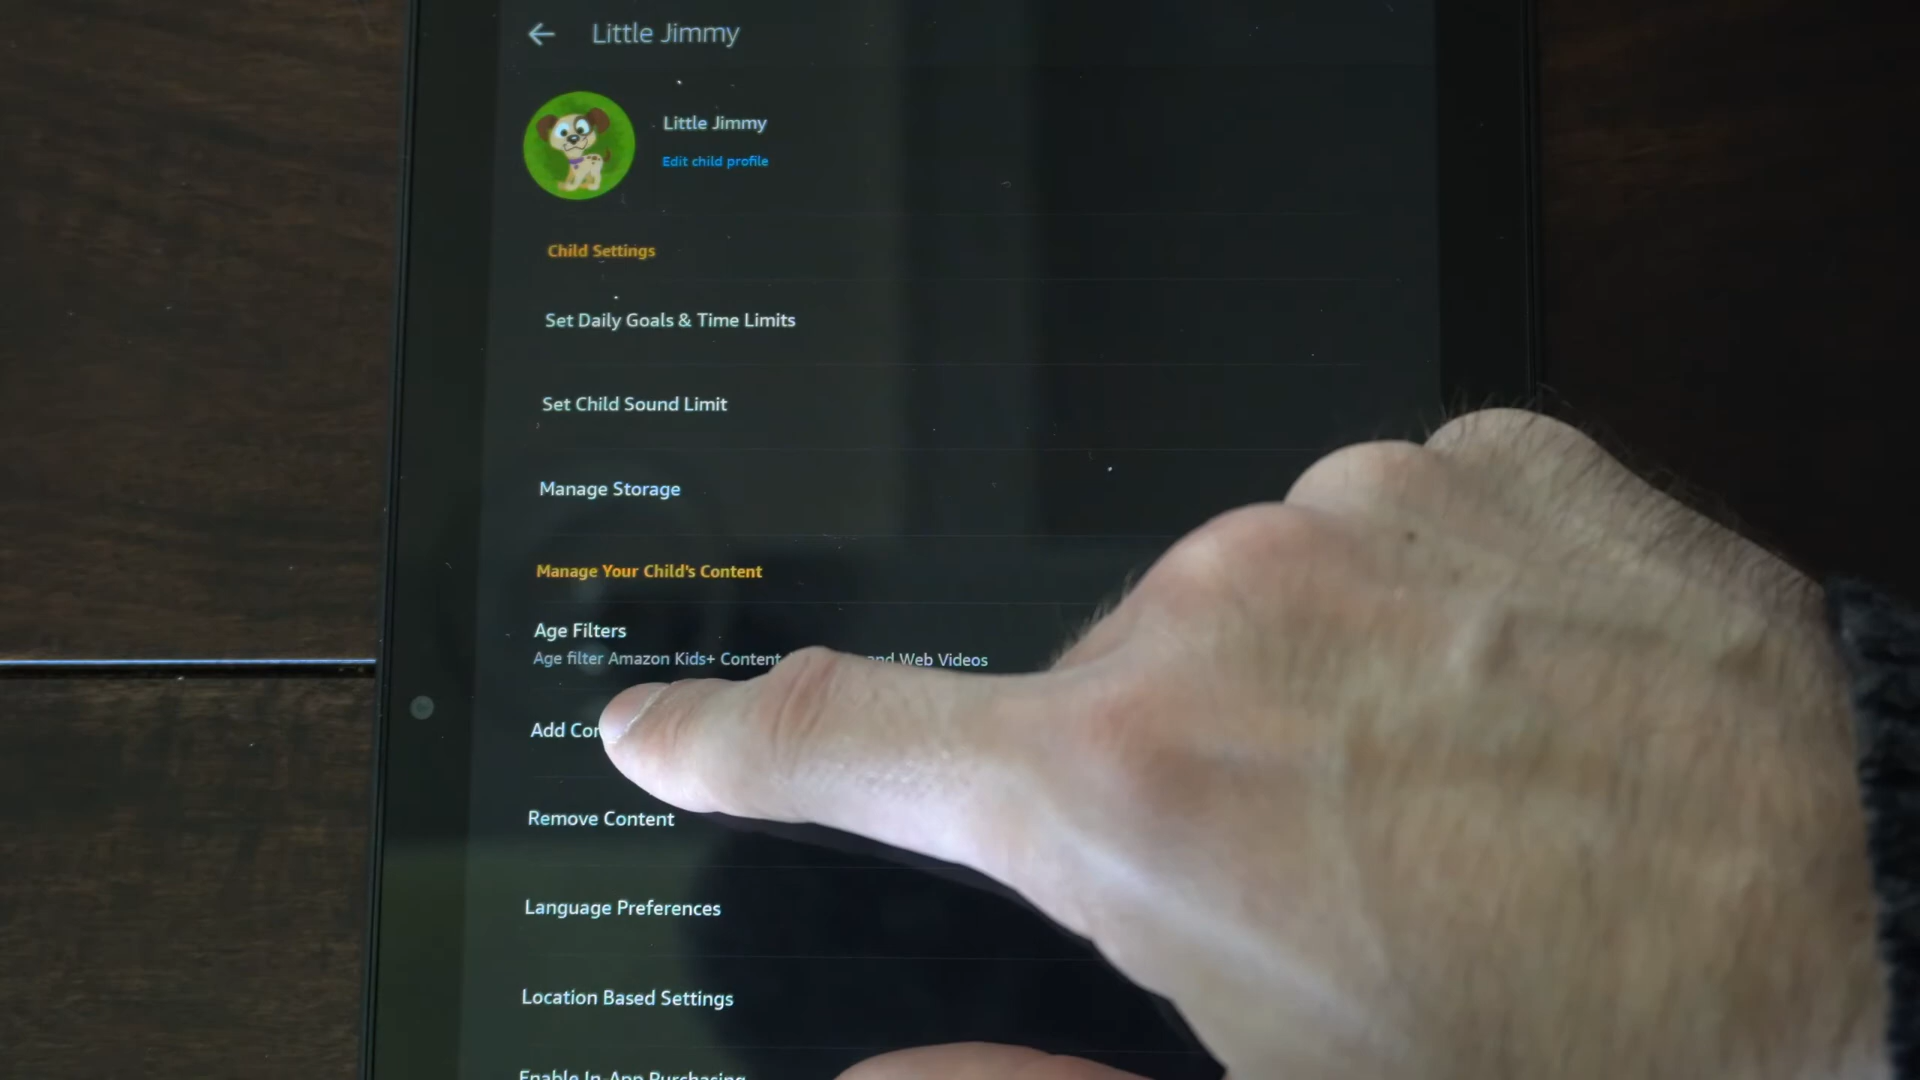 Little Jimmy
Little Jimmy
Edit child profile
Child Settings
Set Daily Goals & Time Limits
Set Child Sound Limit
Manage Storage
Manage Your Child's Content
Age Filters
Age filter Amazon Kids+ Content and Web Videos
Add
Remove Content
Language Preferences
Location Based Settings
Enable In-App Purchasing